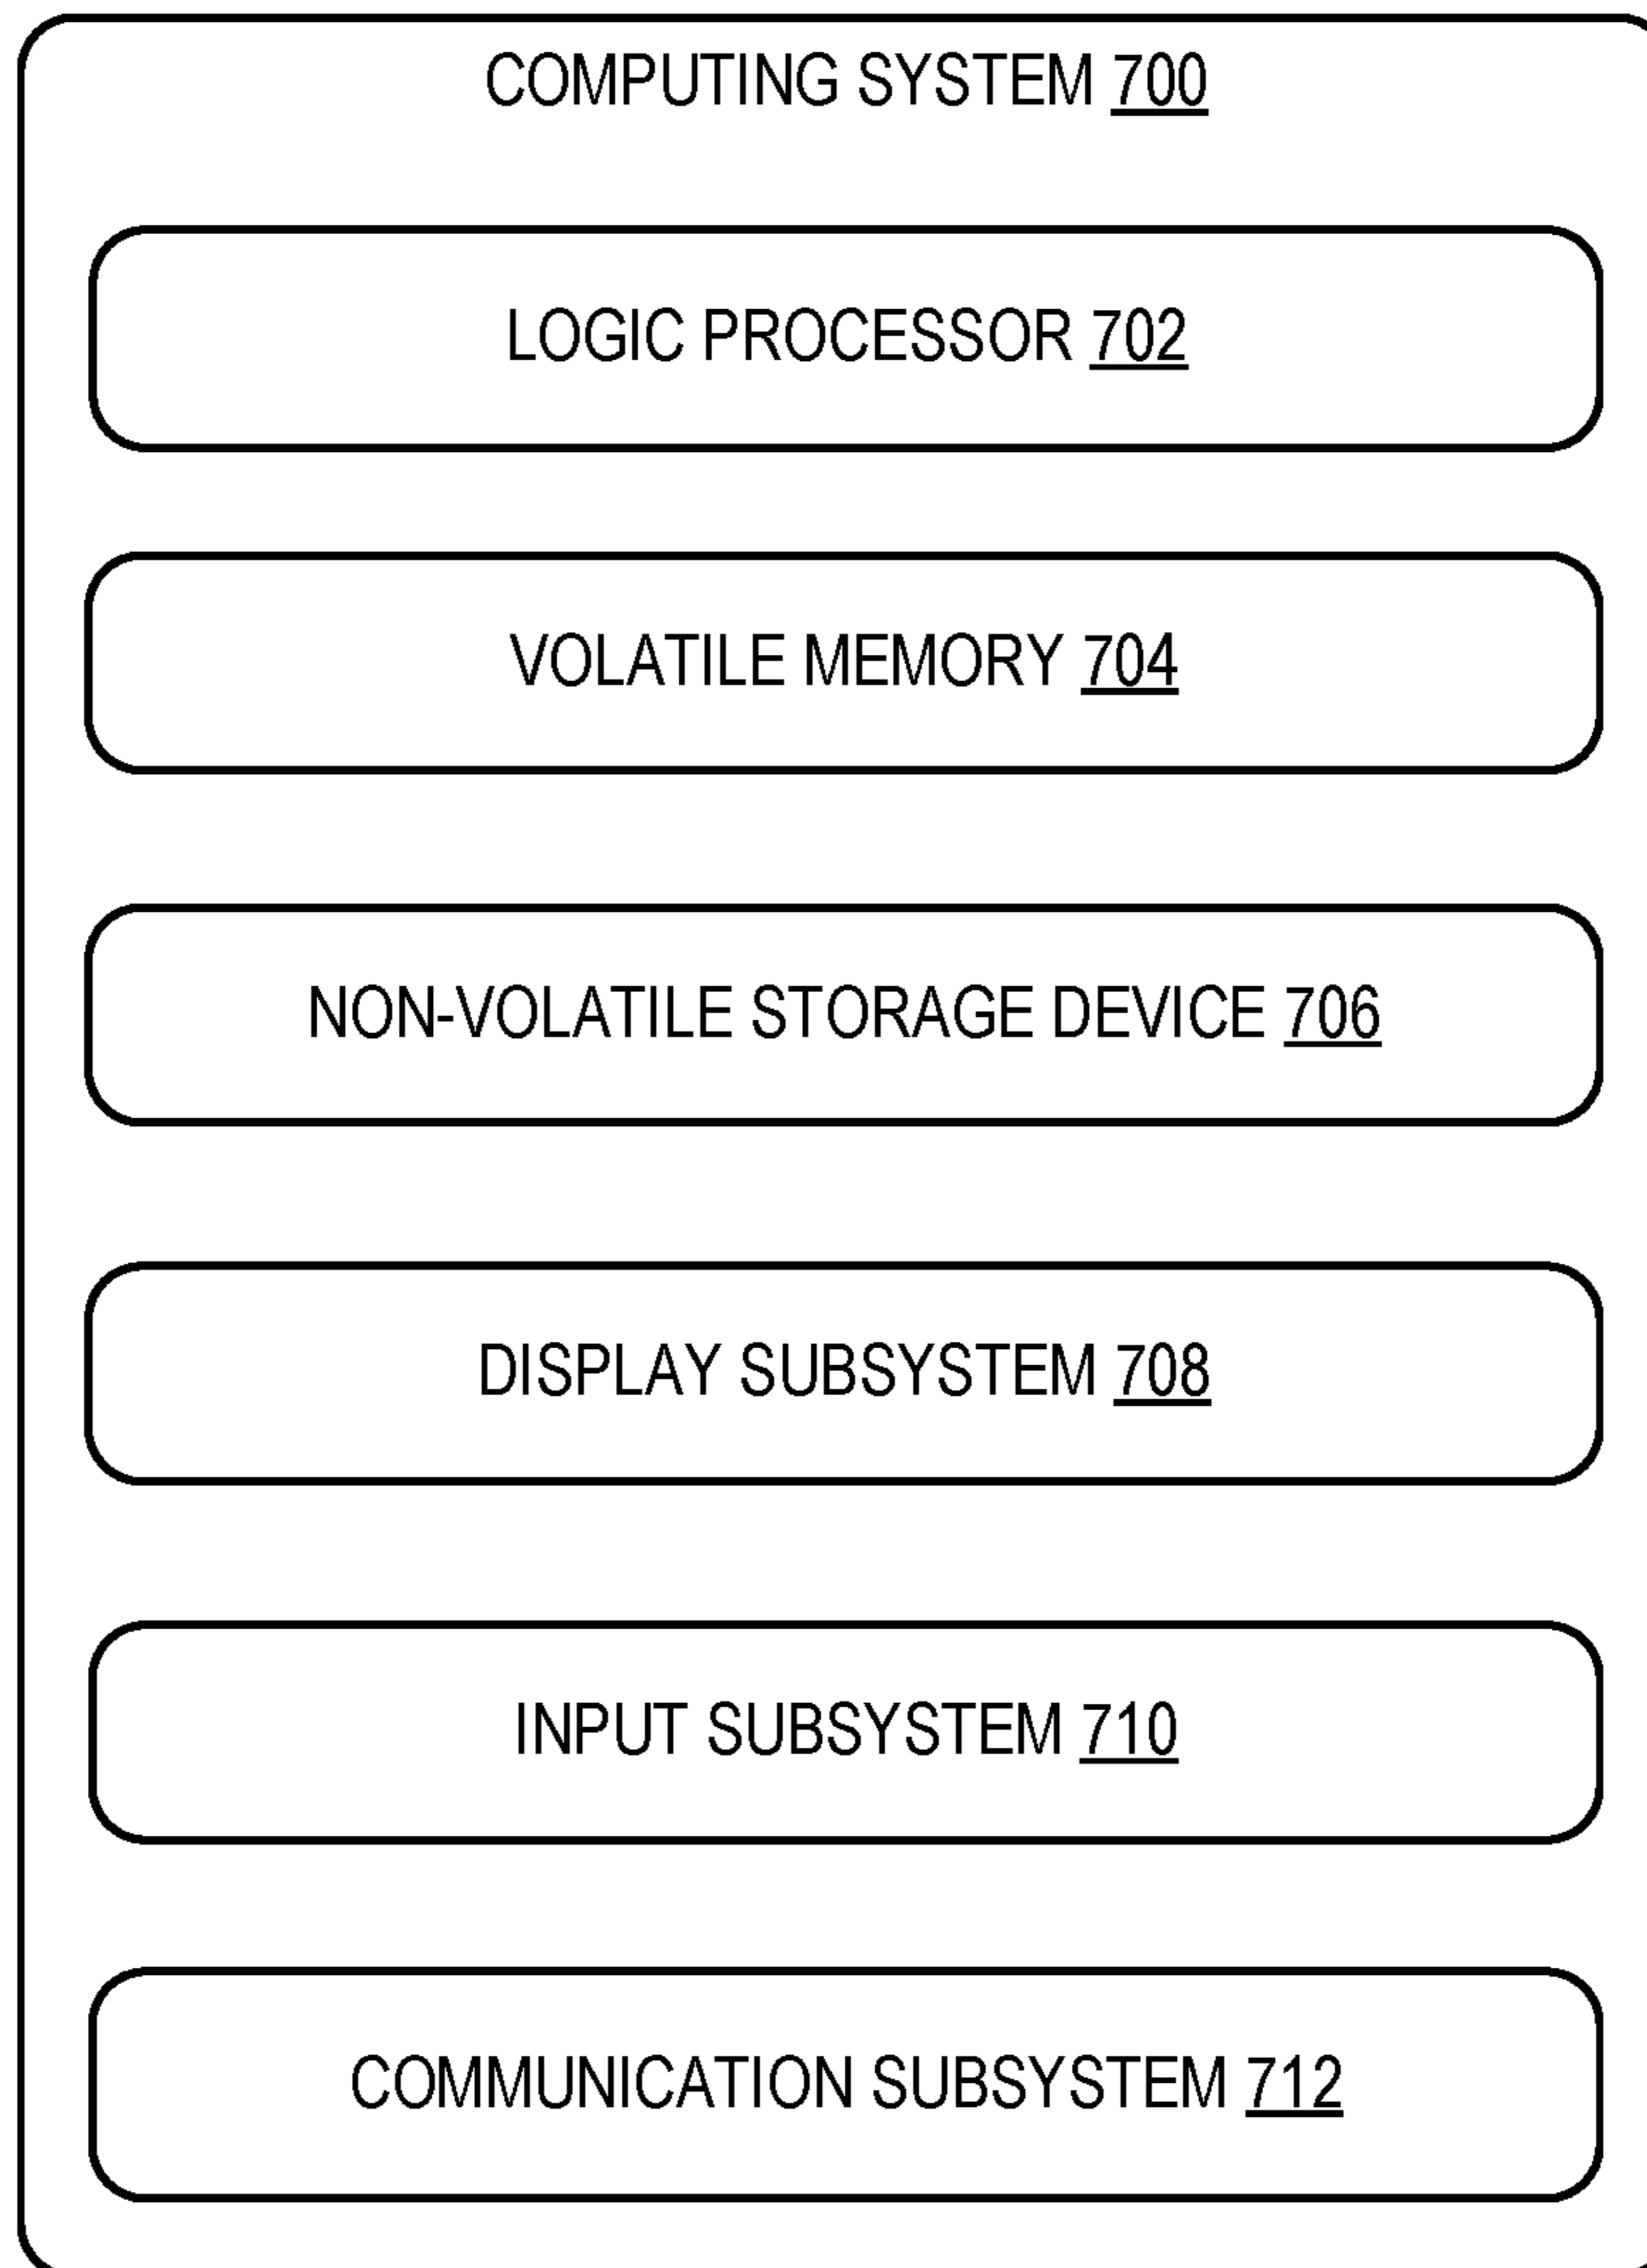 COMPUTING SYSTEM 700
LOGIC PROCESSOR 702
VOLATILE MEMORY 704
NON-VOLATILE STORAGE DEVICE 706
DISPLAY SUBSYSTEM 708
INPUT SUBSYSTEM 710
COMMUNICATION SUBSYSTEM 712